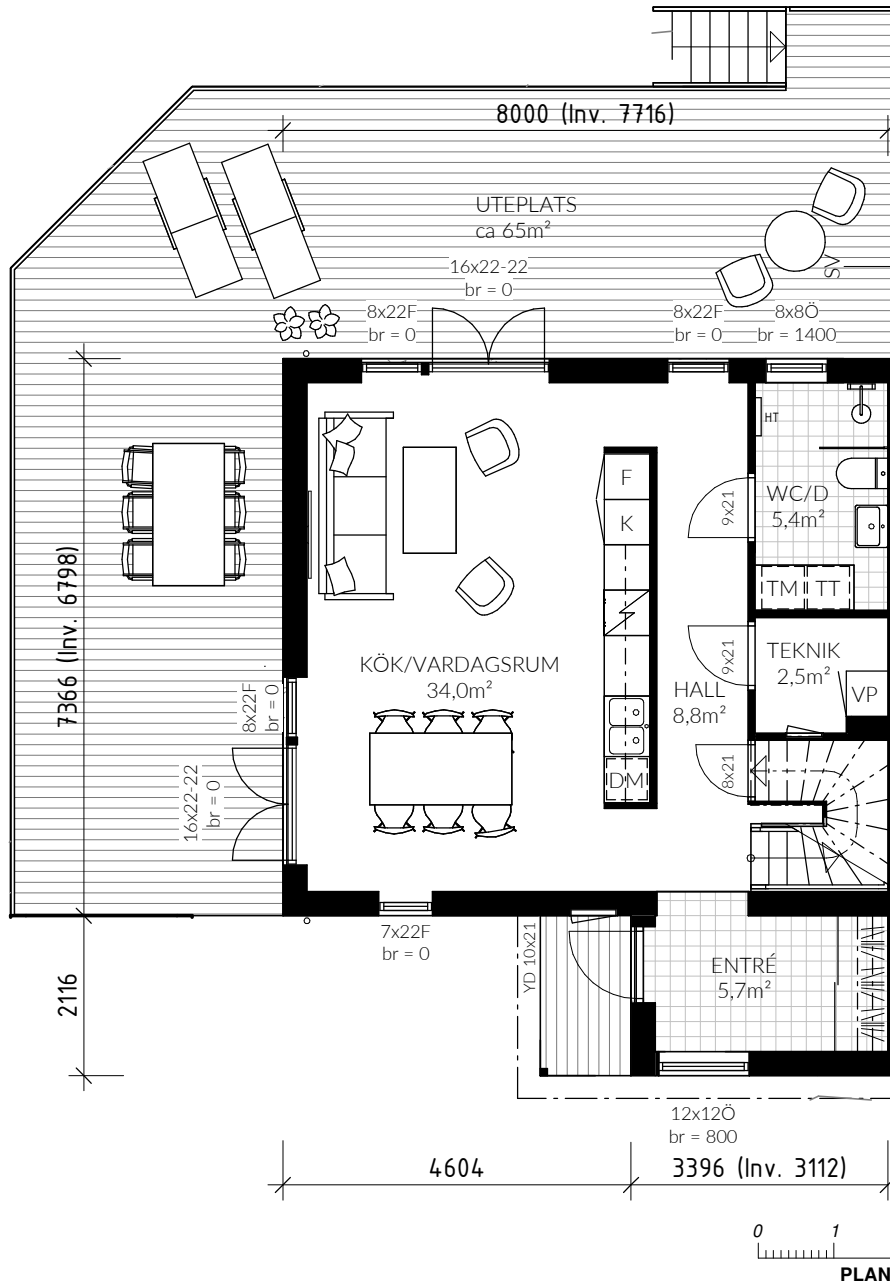 8000 (Inv. 7716)
UTEPLATS
ca 65m²
SV
16x22-22
br = 0
8x22F
br = 0
8x22F
br = 0
8x8Ö
br = 1400
HT
F
K
WC/D
5,4m²
9x21
TM
TT
7366 (Inv. 6798)
KÖK/VARDAGSRUM
34,0m²
8x22F
br = 0
9x21
TEKNIK
2,5m²
VP
HALL
8,8m²
16x22-22
br = 0
DM
8x21
7x22F
br = 0
YD 10x21
ENTRÉ
5,7m²
2116
12x12Ö
br = 800
4604
3396 (Inv. 3112)
0
1
PLAN